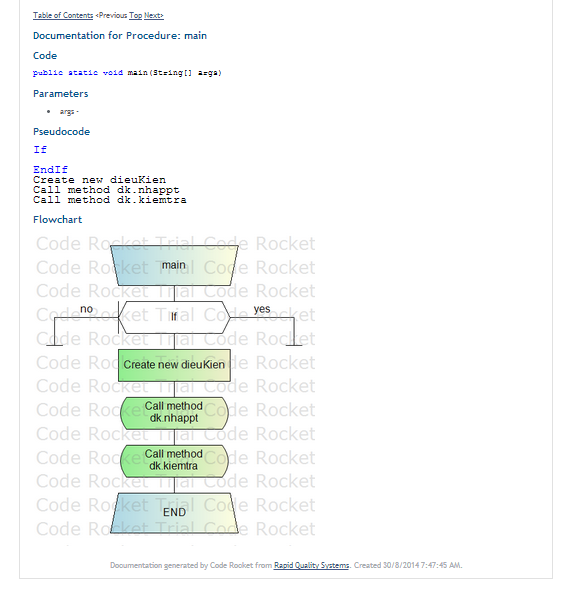 Table of Contents <Previous Top Next>
Documentation for Procedure: main
Code
public static void main(String[] args)
Parameters
• args -
Pseudocode
If
EndIf
Create new dieuKien
Call method dk.nhappt
Call method dk.kiemtra
Flowchart
Code Rocket Trial Code Rocket
main
Code Rocket Trial Code Rocket
Code Rocket Trial Code Rocket
no
yes
Code Rocket Trial Code Rocket
If
Code Rocket Trial Code Rocket
Code Rocket Trial Code Rocket
Create new dieuKien
Code Rocket Trial Code Rocket
Code Rocket Trial Code Rocket
Call method
dk.nhappt
Code Rocket Trial Code Rocket
Code Rocket Trial Code Rocket
Call method
dk.kiemtra
Code Rocket Trial Code Rocket
Code Rocket Trial Code Rocket
END
Code Rocket Trial Code Rocket
Documentation generated by Code Rocket from Rapid Quality Systems. Created 30/8/2014 7:47:45 AM.